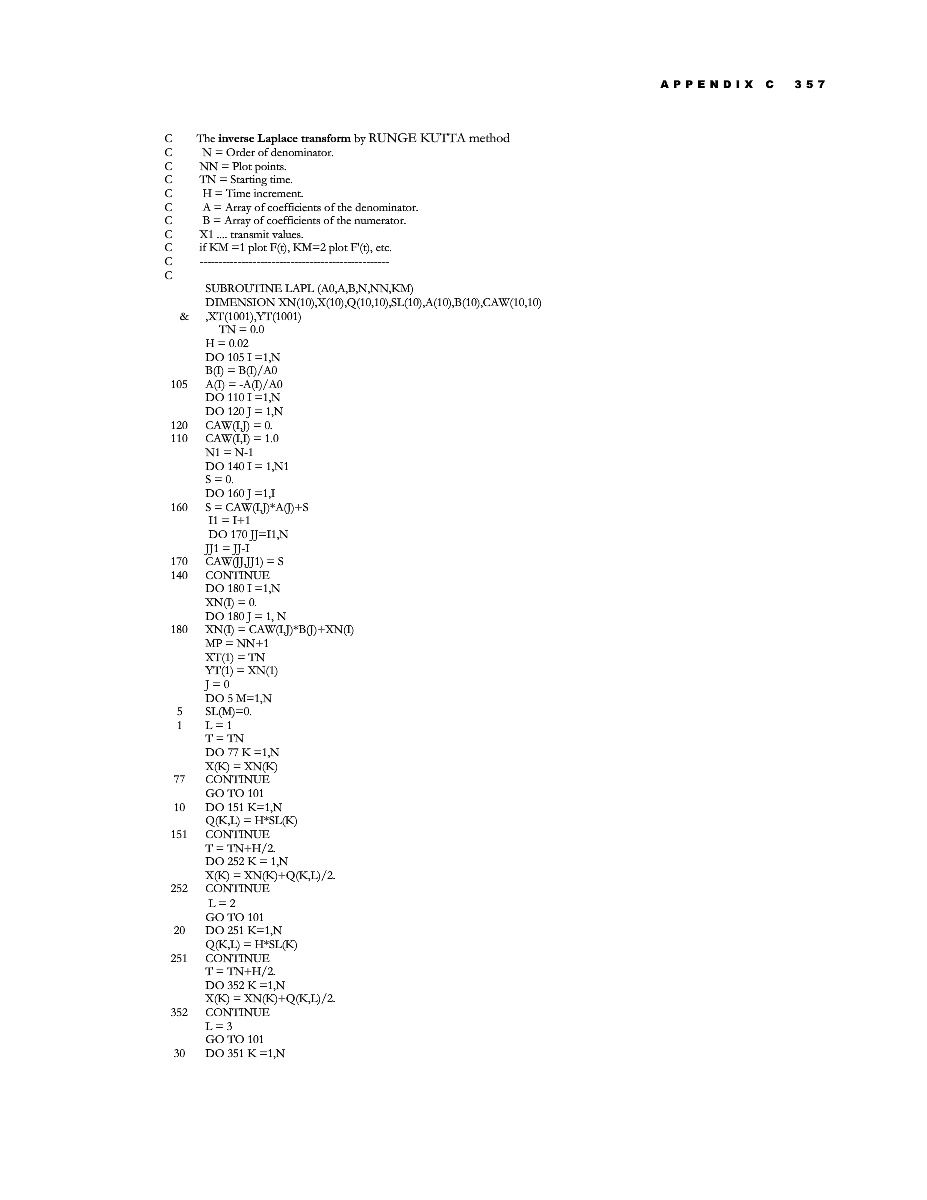 APPENDIX C 357
C The inverse Laplace transform by RUNGE KUTTA method
C N = Order of denominator.
C NN = Plot points.
C TN = Starting time.
C H = Time increment.
C A = Array of coefficients of the denominator.
C B = Array of coefficients of the numerator.
C X1 .... transmit values.
C if KM =1 plot F(t), KM=2 plot F'(t), etc.
C --------------------------------------------------
C
SUBROUTINE LAPL (A0,A,B,N,NN,KM)
DIMENSION XN(10),X(10),Q(10,10),SL(10),A(10),B(10),CAW(10,10)
& ,XT(1001),YT(1001)
TN = 0.0
H = 0.02
DO 105 I =1,N
B(I) = B(I)/A0
105 A(I) = -A(I)/A0
DO 110 I =1,N
DO 120 J = 1,N
120 CAW(I,J) = 0.
110 CAW(I,I) = 1.0
N1 = N-1
DO 140 I = 1,N1
S = 0.
DO 160 J =1,I
160 S = CAW(I,J)*A(J)+S
I1 = I+1
DO 170 JJ=I1,N
JJ1 = JJ-I
170 CAW(JJ,JJ1) = S
140 CONTINUE
DO 180 I =1,N
XN(I) = 0.
DO 180 J = 1, N
180 XN(I) = CAW(I,J)*B(J)+XN(I)
MP = NN+1
XT(1) = TN
YT(1) = XN(1)
J = 0
DO 5 M=1,N
5 SL(M)=0.
1 L = 1
T = TN
DO 77 K =1,N
X(K) = XN(K)
77 CONTINUE
GO TO 101
10 DO 151 K=1,N
Q(K,L) = H*SL(K)
151 CONTINUE
T = TN+H/2.
DO 252 K = 1,N
X(K) = XN(K)+Q(K,L)/2.
252 CONTINUE
L = 2
GO TO 101
20 DO 251 K=1,N
Q(K,L) = H*SL(K)
251 CONTINUE
T = TN+H/2.
DO 352 K =1,N
X(K) = XN(K)+Q(K,L)/2.
352 CONTINUE
L = 3
GO TO 101
30 DO 351 K =1,N